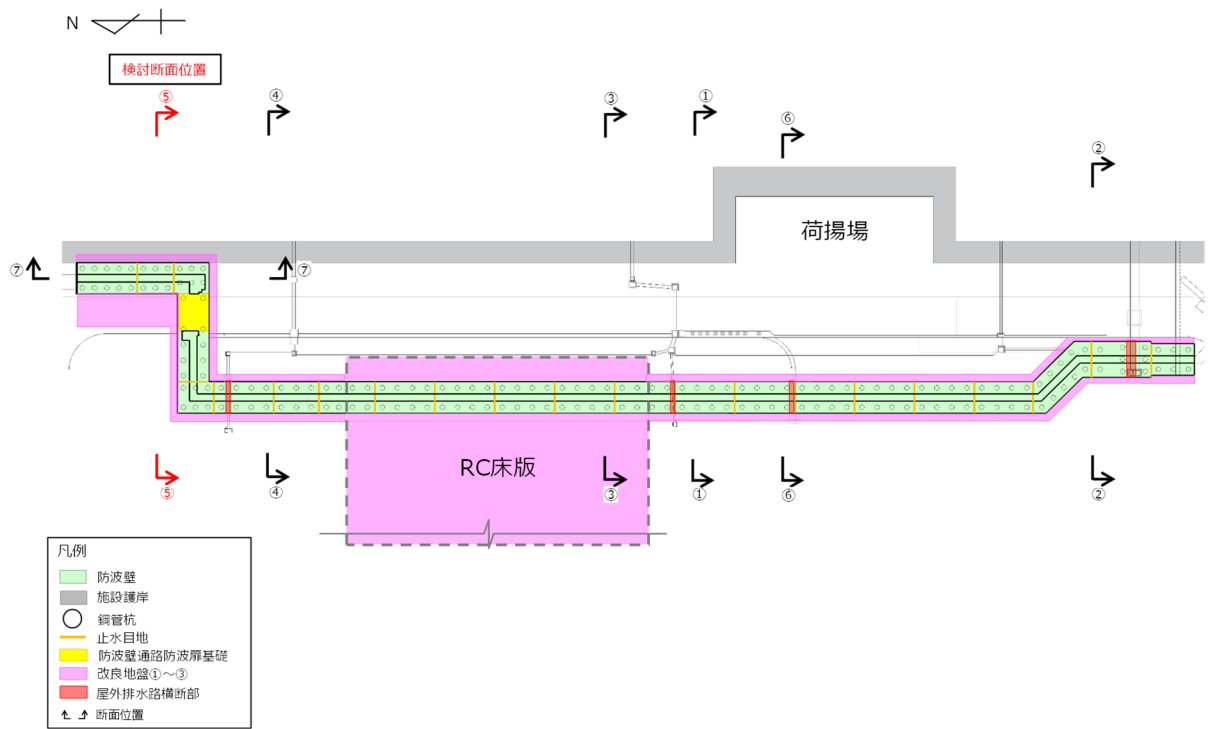 N
検討断面位置
⑤
④
③
①
⑥
②
荷揚場
⑦
⑦
RC床版
⑤
④
③
①
⑥
②
凡例
防波壁
施設護岸
鋼管杭
止水目地
防波壁通路防波扉基礎
改良地盤①～③
屋外排水路横断部
断面位置